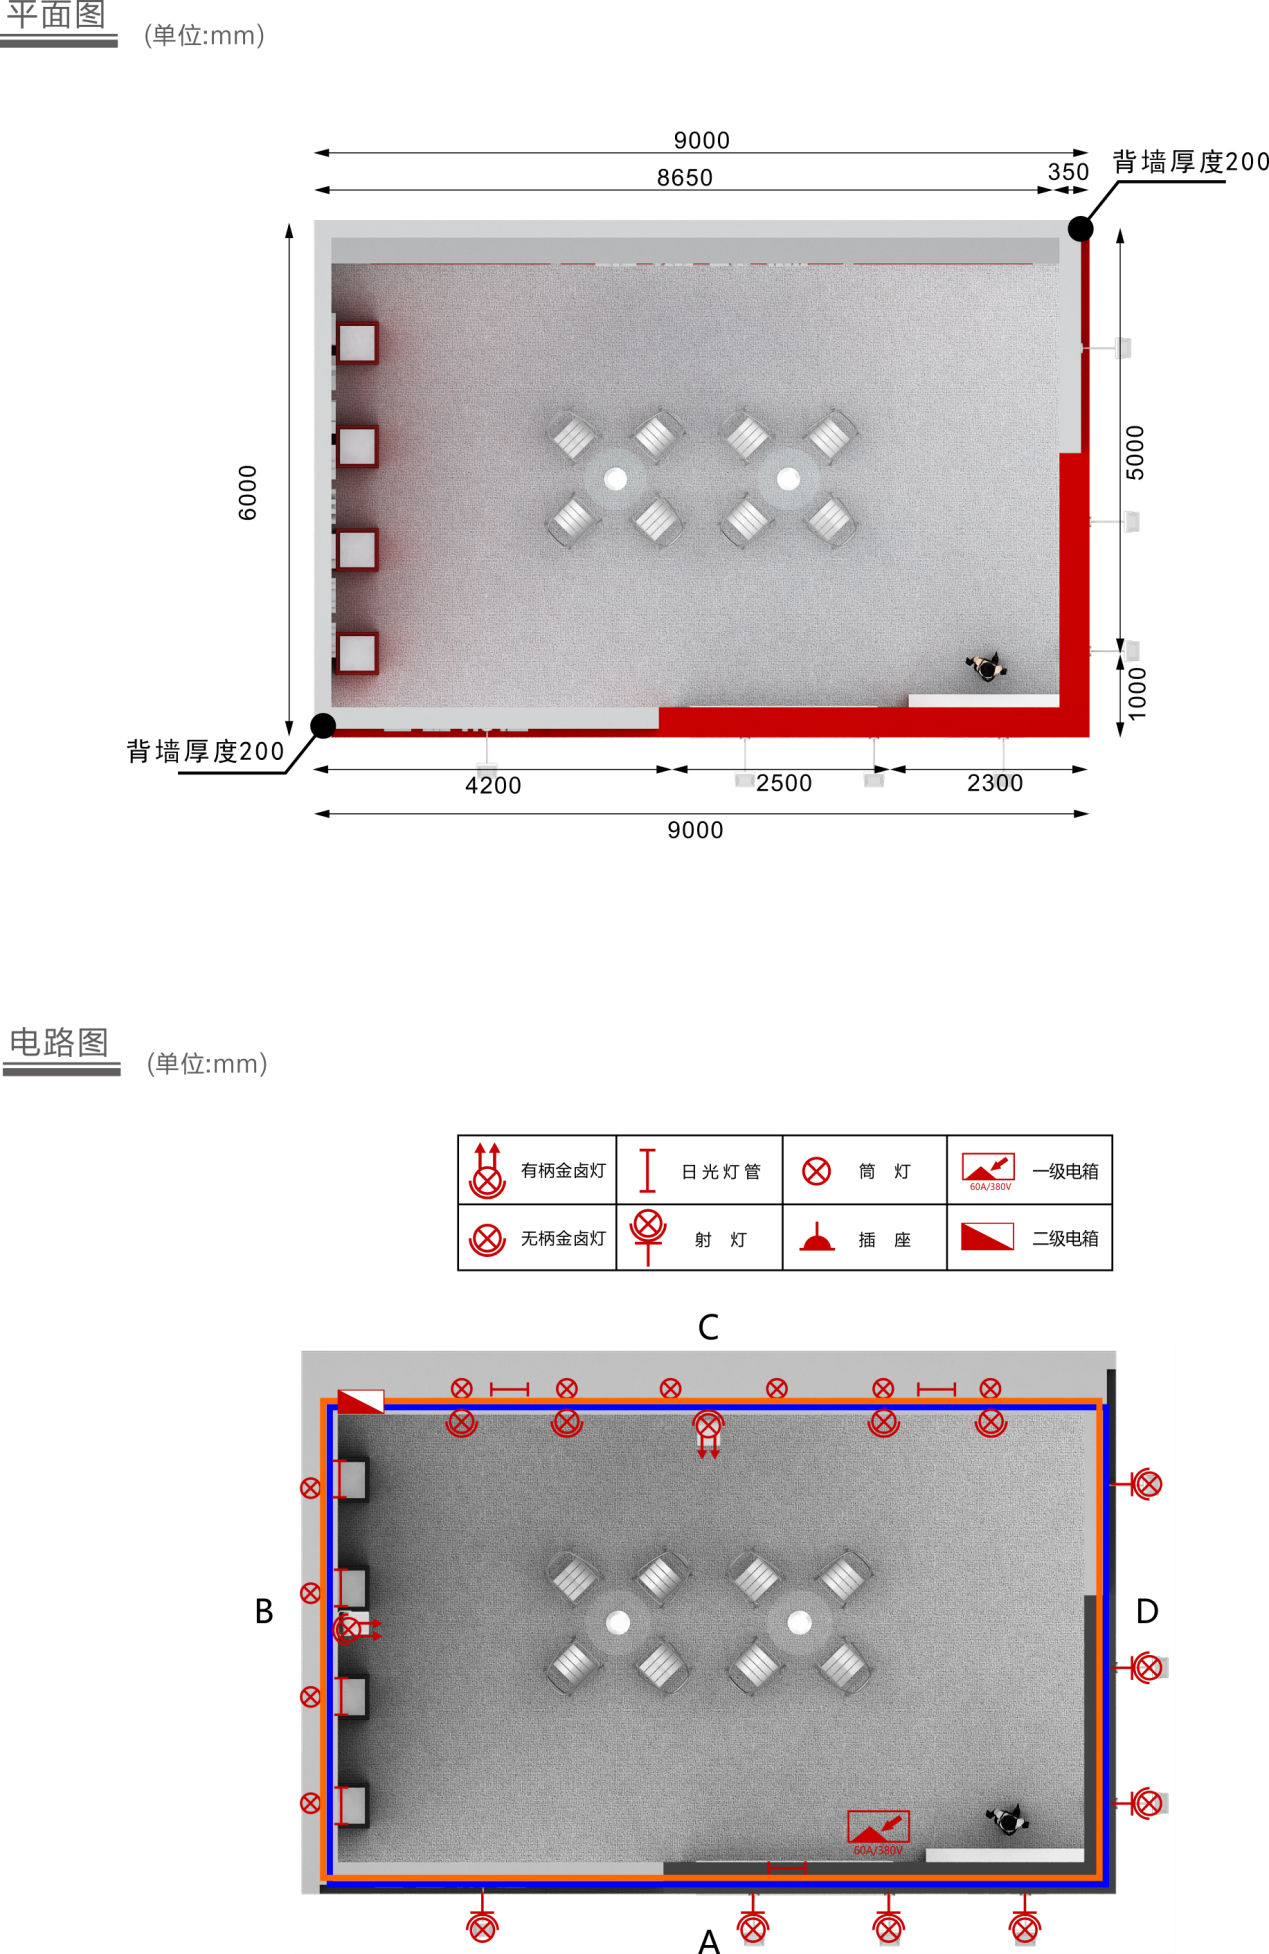 平面图
(单位:mm)
9000
8650
350
背墙厚度200
6000
5000
1000
背墙厚度200
4200
2500
2300
9000
电路图
(单位:mm)
有柄金卤灯
日光灯管
筒 灯
60A/380V
一级电箱
无柄金卤灯
射 灯
插 座
二级电箱
C
B
D
60A/380V
A